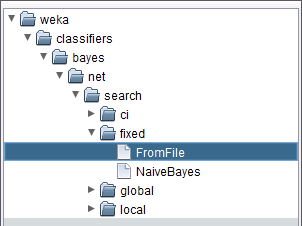 weka
classifiers
bayes
net
search
ci
fixed
FromFile
NaiveBayes
global
local